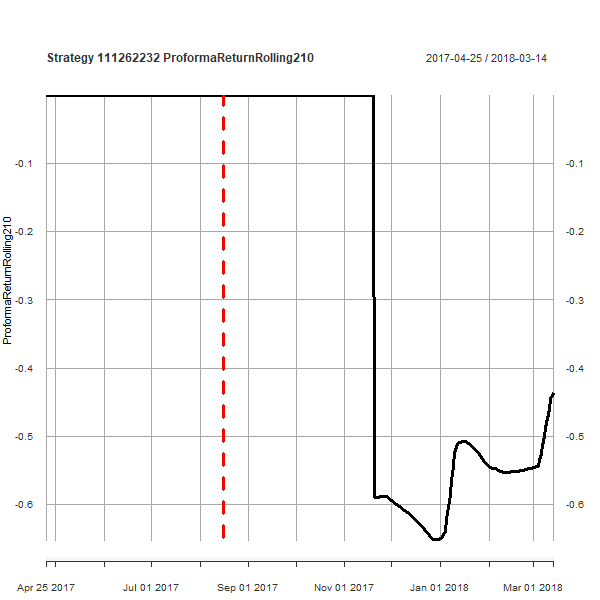 Strategy 111262232 ProformaReturnRolling210
2017-04-25 / 2018-03-14
-0.1
-0.1
-0.2
-0.2
-0.3
-0.3
-0.4
-0.4
-0.5
-0.5
-0.6
-0.6
ProformaReturnRolling210
Apr 25 2017
Jul 01 2017
Sep 01 2017
Nov 01 2017
Jan 01 2018
Mar 01 2018